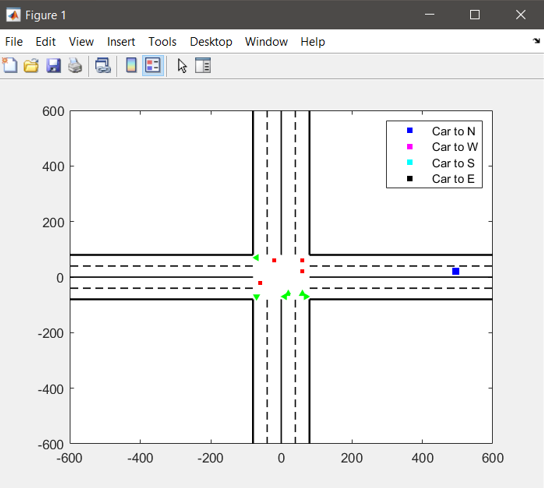 Figure 1
File Edit View Insert Tools Desktop Window Help
600
400
200
0
-200
-400
-600
-600 -400 -200 0 200 400 600
Car to N
Car to W
Car to S
Car to E